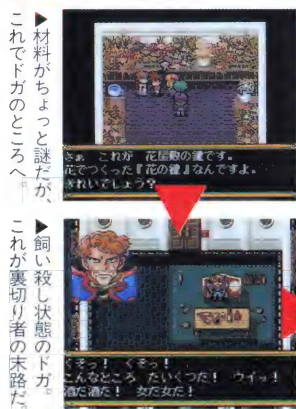 ▶材料がちょっと謎だが、
これでドガのところへ。
さあ これが 花屋敷の鍵です。
花でつくった『花の鍵』なんですよ。
きれいでしょう?
▶飼い殺し状態のドガ。
これが裏切り者の末路だ。
くそっ! くそっ!
こんなところ たいくつだ! ウイっ!
酒だ酒だ! 女だ女だ!